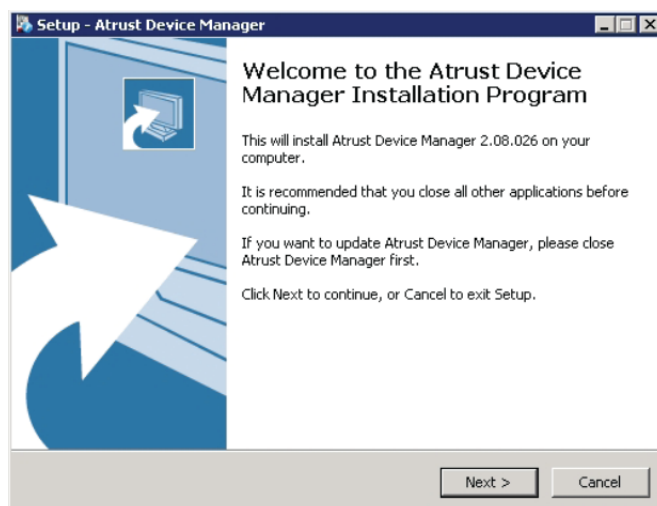 Setup - Atrust Device Manager
Welcome to the Atrust Device
Manager Installation Program
This will install Atrust Device Manager 2.08.026 on your
computer.
It is recommended that you close all other applications before
continuing.
If you want to update Atrust Device Manager, please close
Atrust Device Manager first.
Click Next to continue, or Cancel to exit Setup.
Next >
Cancel